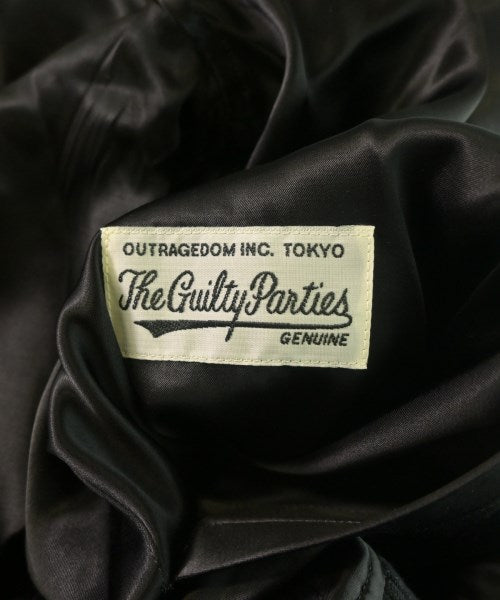 OUTRAGEDOM INC. TOKYO
The Guilty Parties
GENUINE